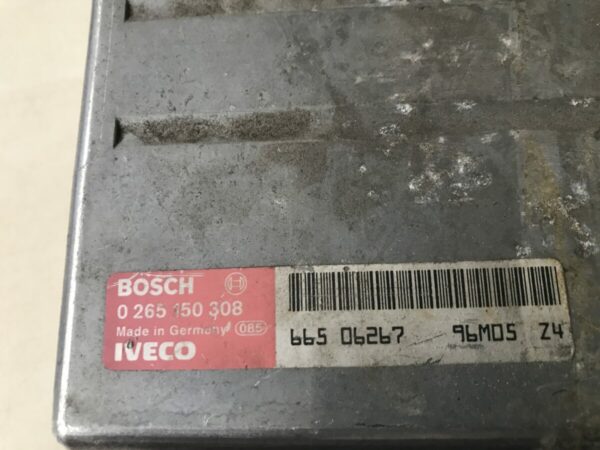 BOSCH
0 265 150 308
Made in Germany 085
IVECO
665 06267 96M05 Z4